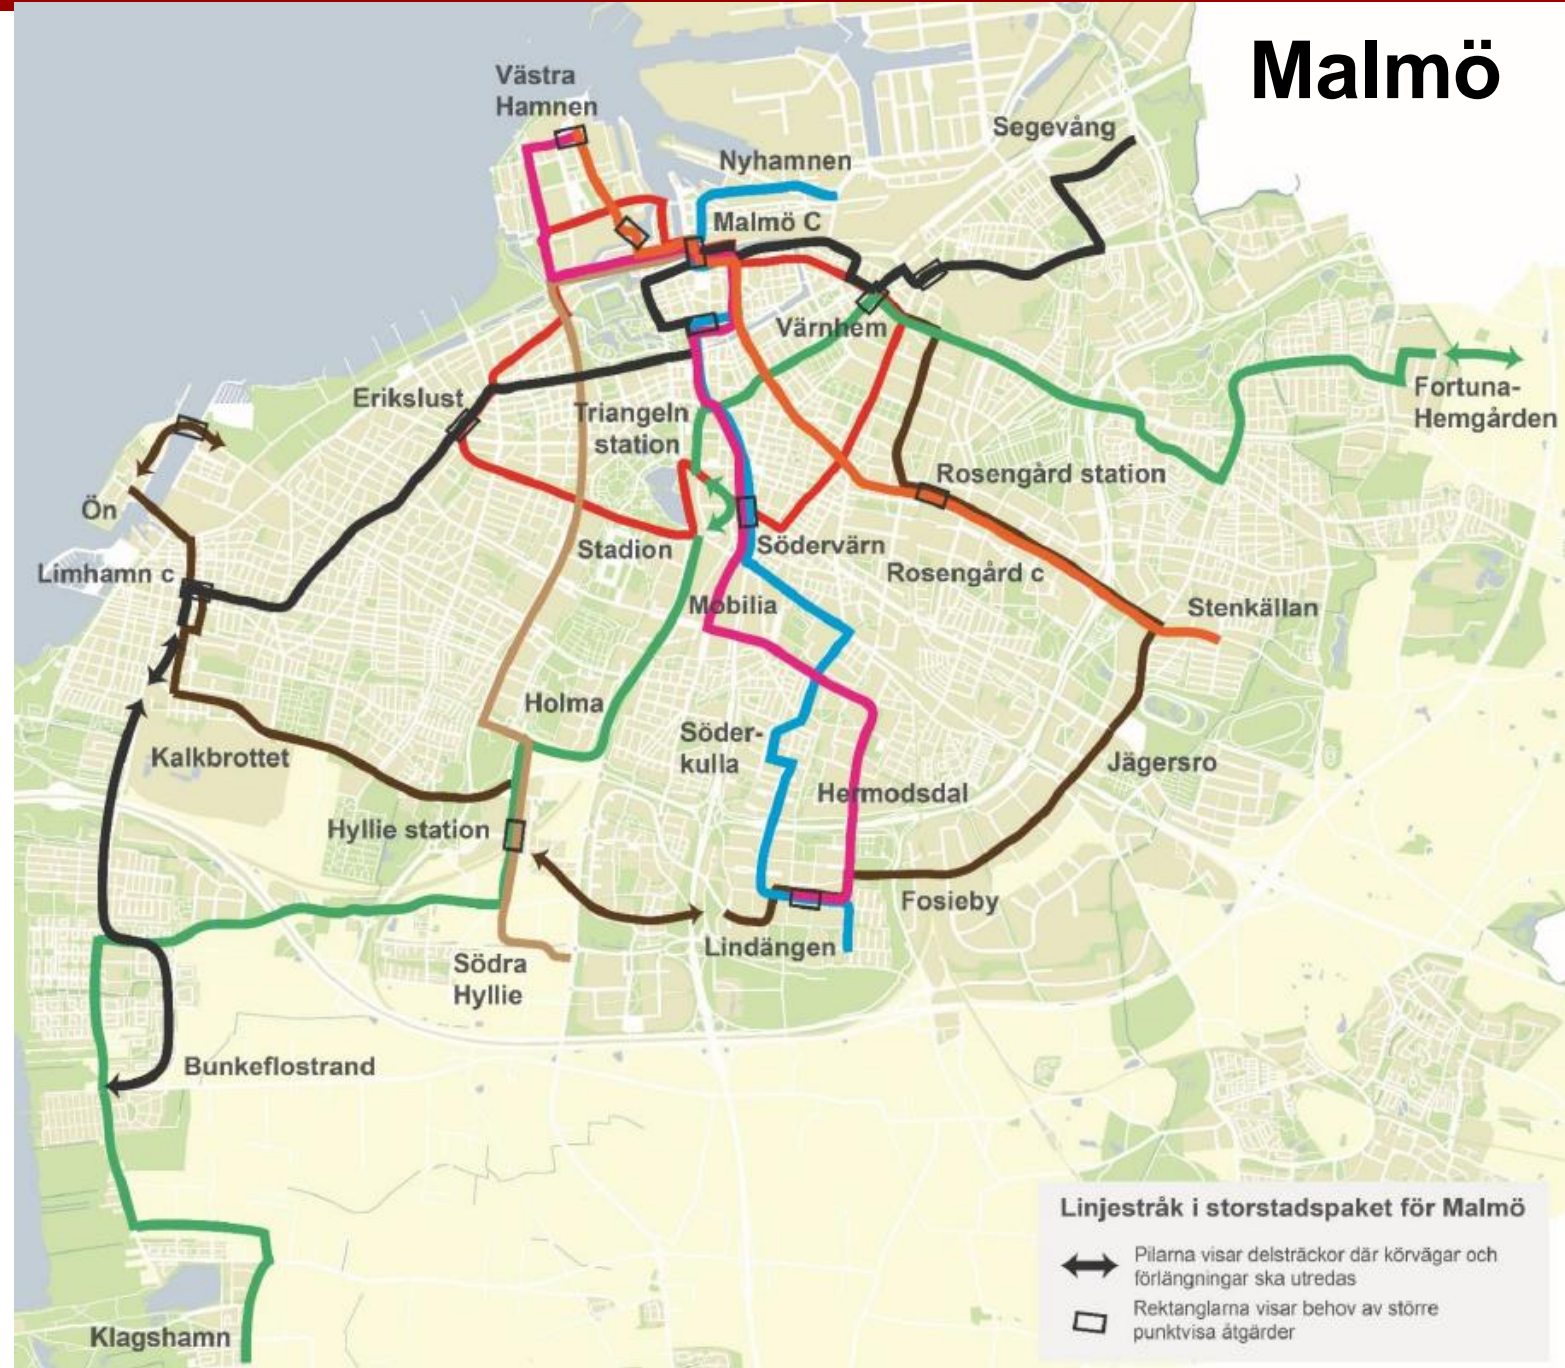 Malmö
Västra
Hamnen
Segevång
Nyhamnen
Malmö C
Värnhem
Erikslust
Triangeln
station
Fortuna-
Hemgården
Rosengård station
Ön
Stadion
Södervärn
Limhamn c
Rosengård c
Mobilia
Stenkällan
Holma
Söder-
kulla
Kalkbrottet
Jägersro
Hermodsdal
Hyllie station
Fosieby
Lindängen
Södra
Hyllie
Bunkeflostrand
Klagshamn
Linjestråk i storstadspaket för Malmö
Pilarna visar delsträckor där körvägar och
förlängningar ska utredas
Rektanglarna visar behov av större
punktvisa åtgärder